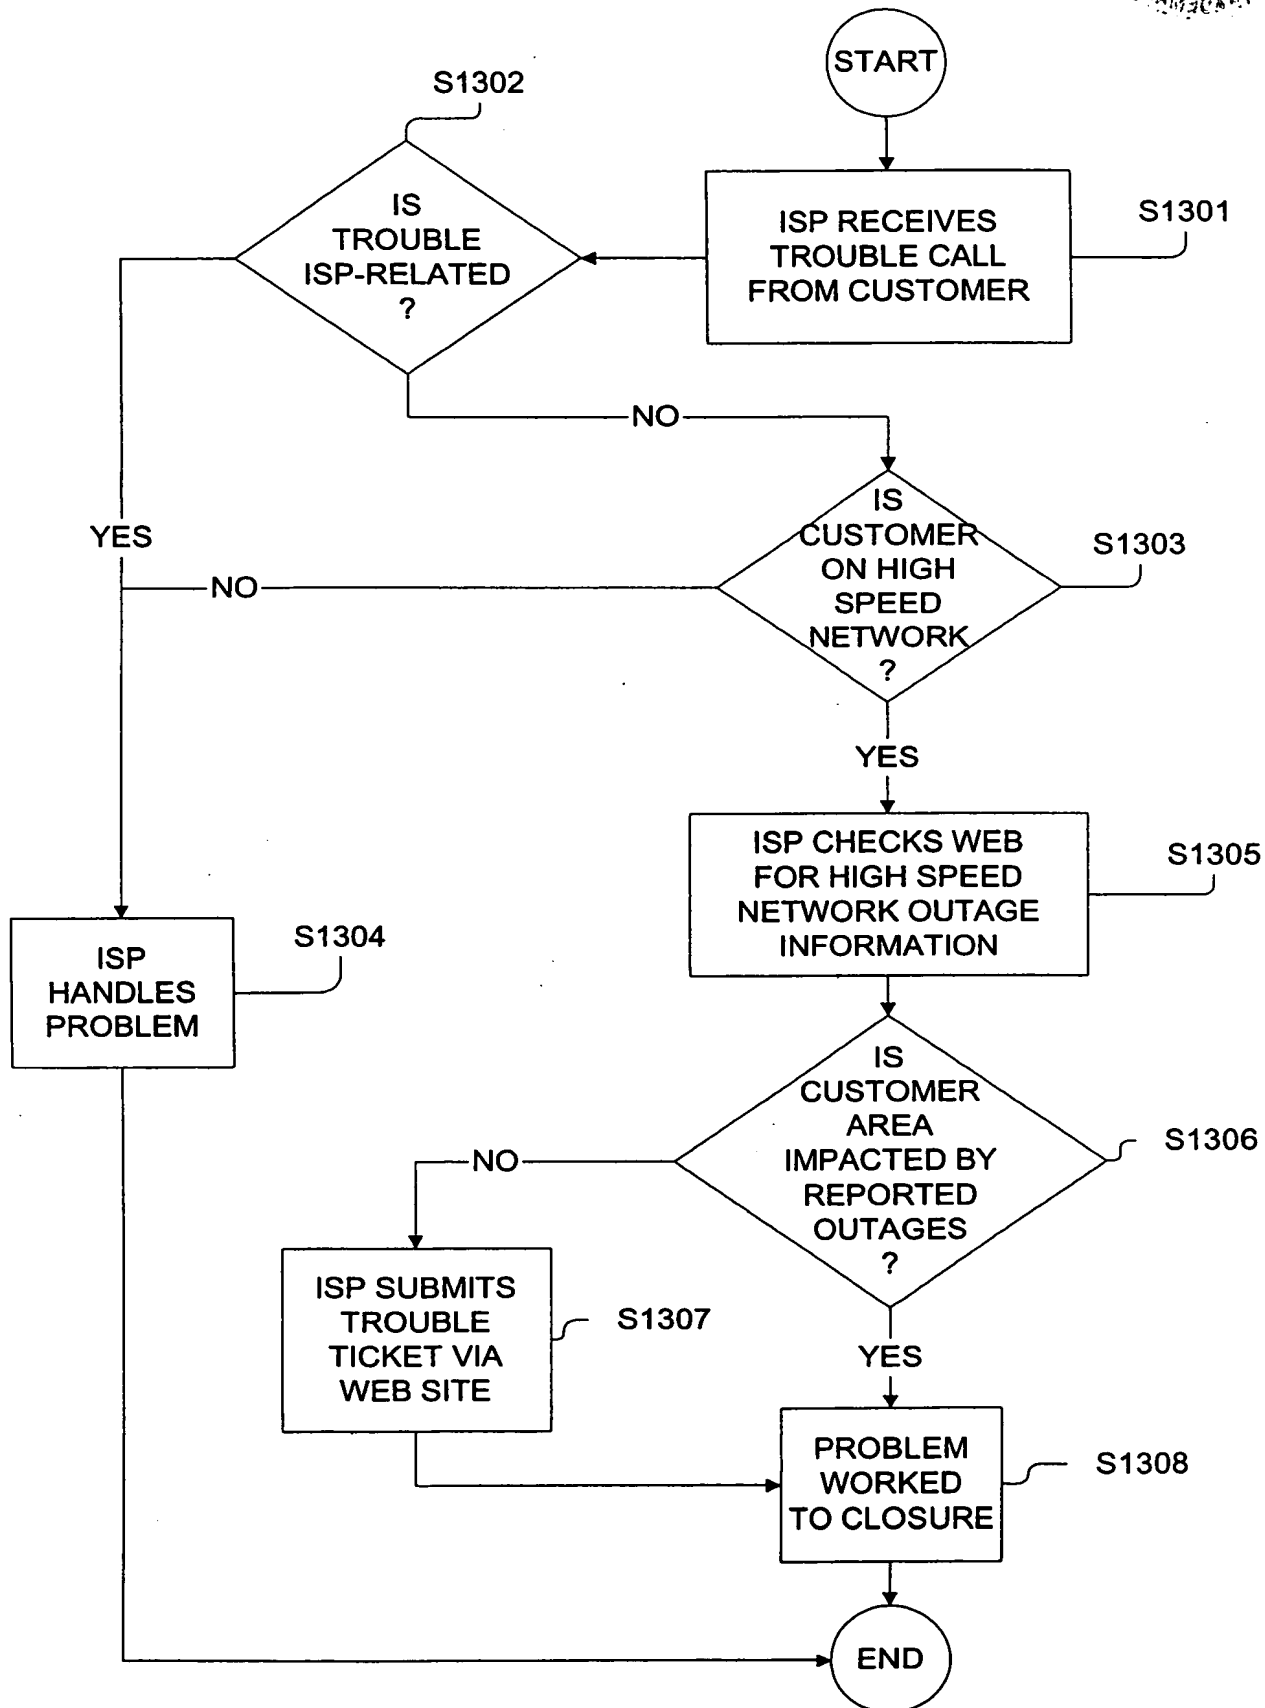 START
S1302
IS
TROUBLE
ISP-RELATED
?
ISP RECEIVES
TROUBLE CALL
FROM CUSTOMER
S1301
NO
YES
IS
CUSTOMER
ON HIGH
SPEED
NETWORK
?
S1303
NO
YES
ISP CHECKS WEB
FOR HIGH SPEED
NETWORK OUTAGE
INFORMATION
S1305
ISP
HANDLES
PROBLEM
S1304
IS
CUSTOMER
AREA
IMPACTED BY
REPORTED
OUTAGES
?
S1306
NO
ISP SUBMITS
TROUBLE
TICKET VIA
WEB SITE
S1307
YES
PROBLEM
WORKED
TO CLOSURE
S1308
END